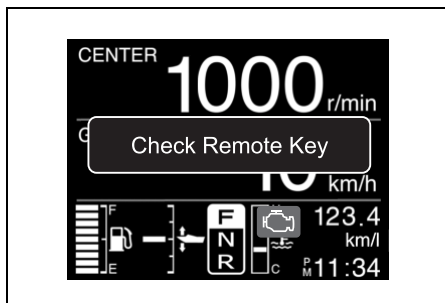 CENTER
1000 r/min
G
Check Remote Key
10 km/h
F
E
F
N
R
C
123.4
km/l
PM 11:34